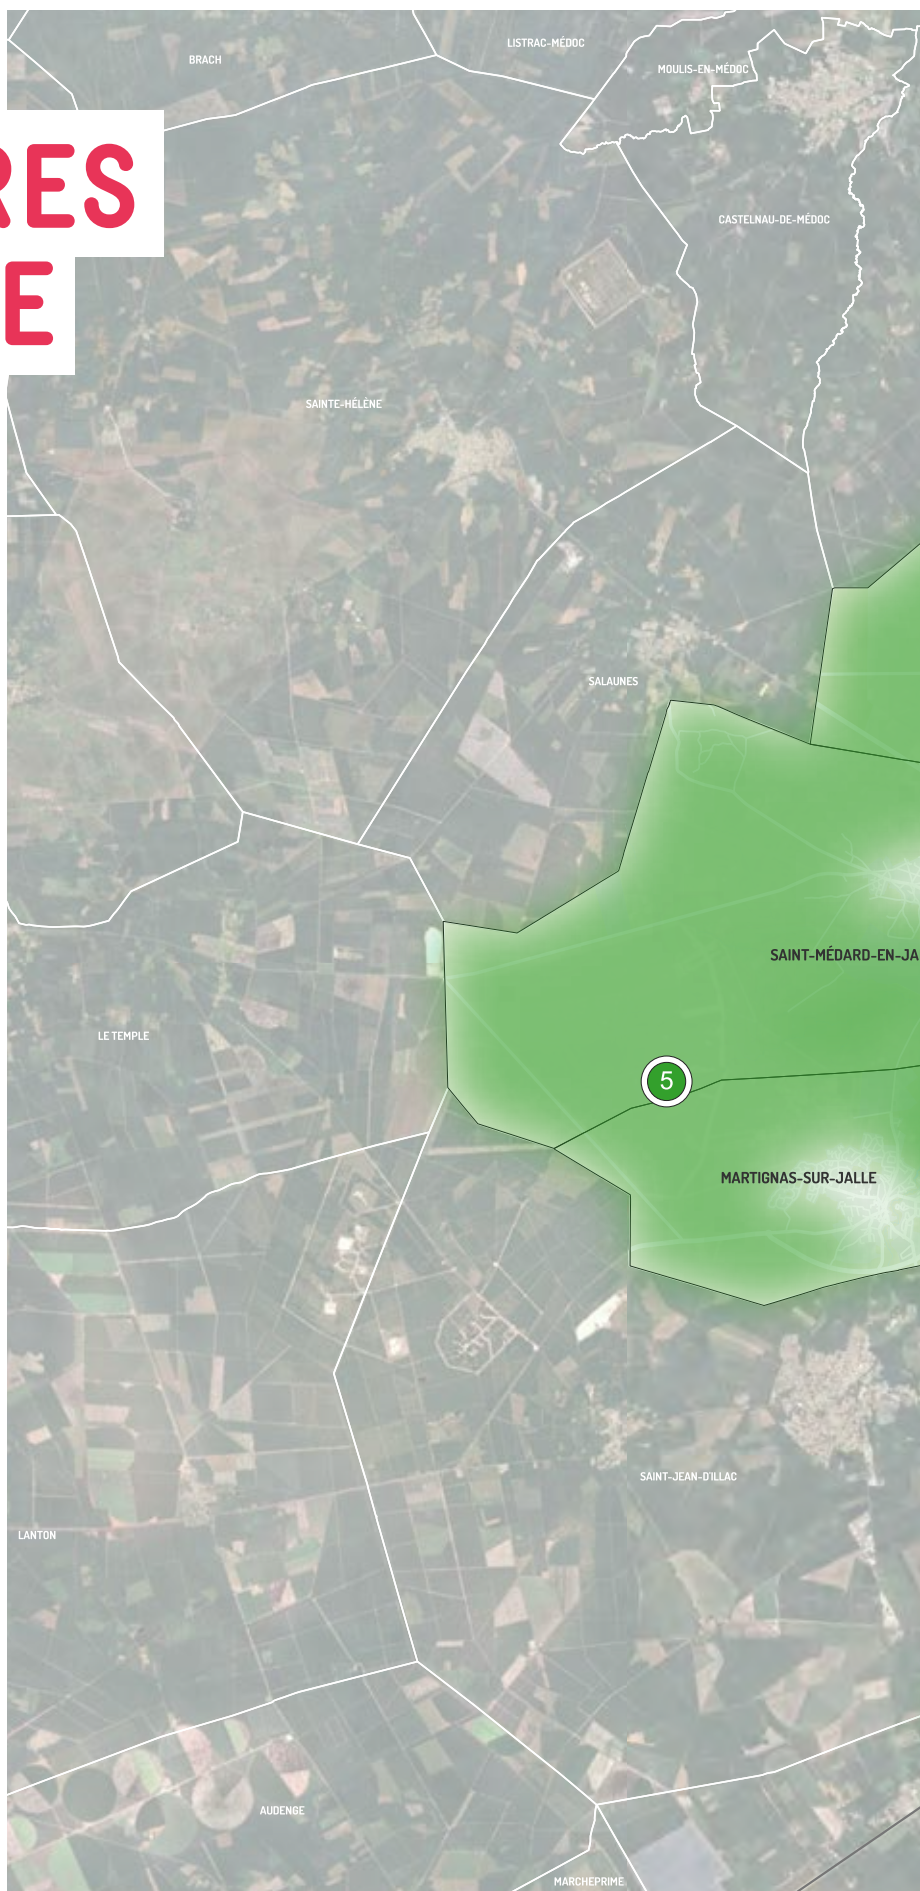 BRACH
LISTRAC-MÉDOC
MOULIS-EN-MÉDOC
RES
E
CASTELNAU-DE-MÉDOC
SAINTE-HÉLÈNE
SALAUNES
SAINT-MÉDARD-EN-JA
LE TEMPLE
5
MARTIGNAS-SUR-JALLE
SAINT-JEAN-D'ILLAC
LANTON
AUDENGE
MARCHEPRIME